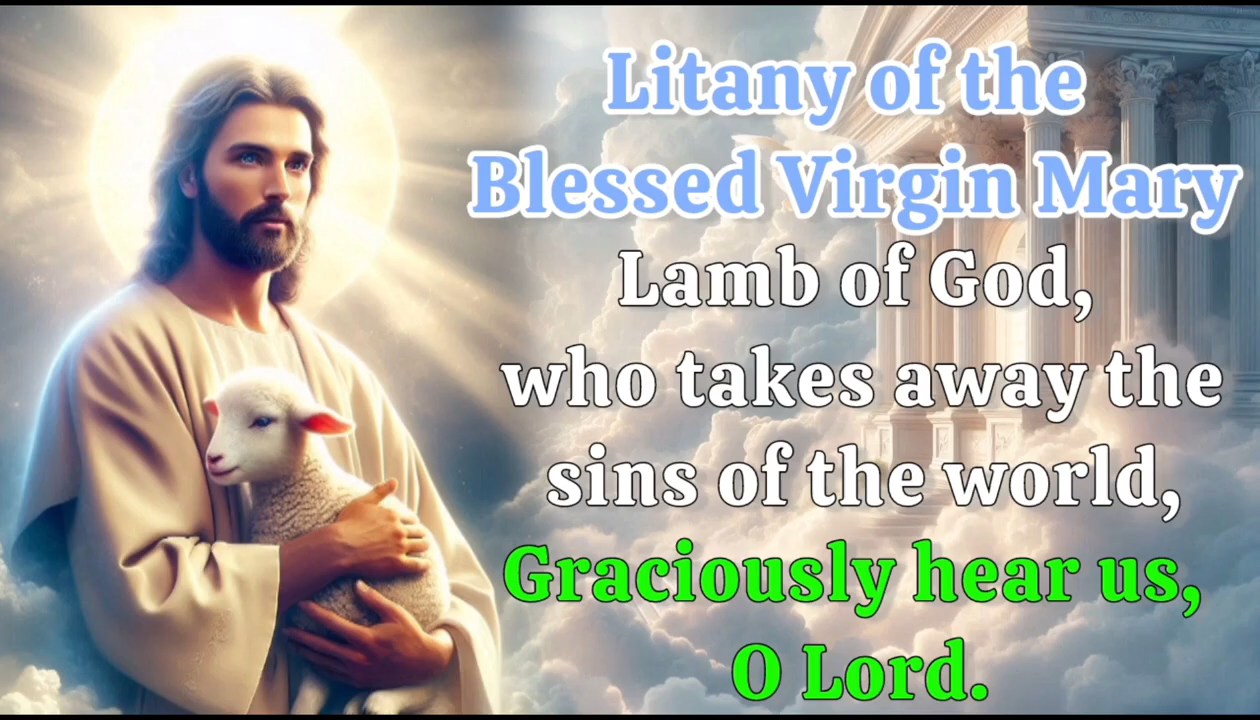 Litany of the
Blessed Virgin Mary
Lamb of God,
who takes away the
sins of the world,
Graciously hear us,
O Lord.